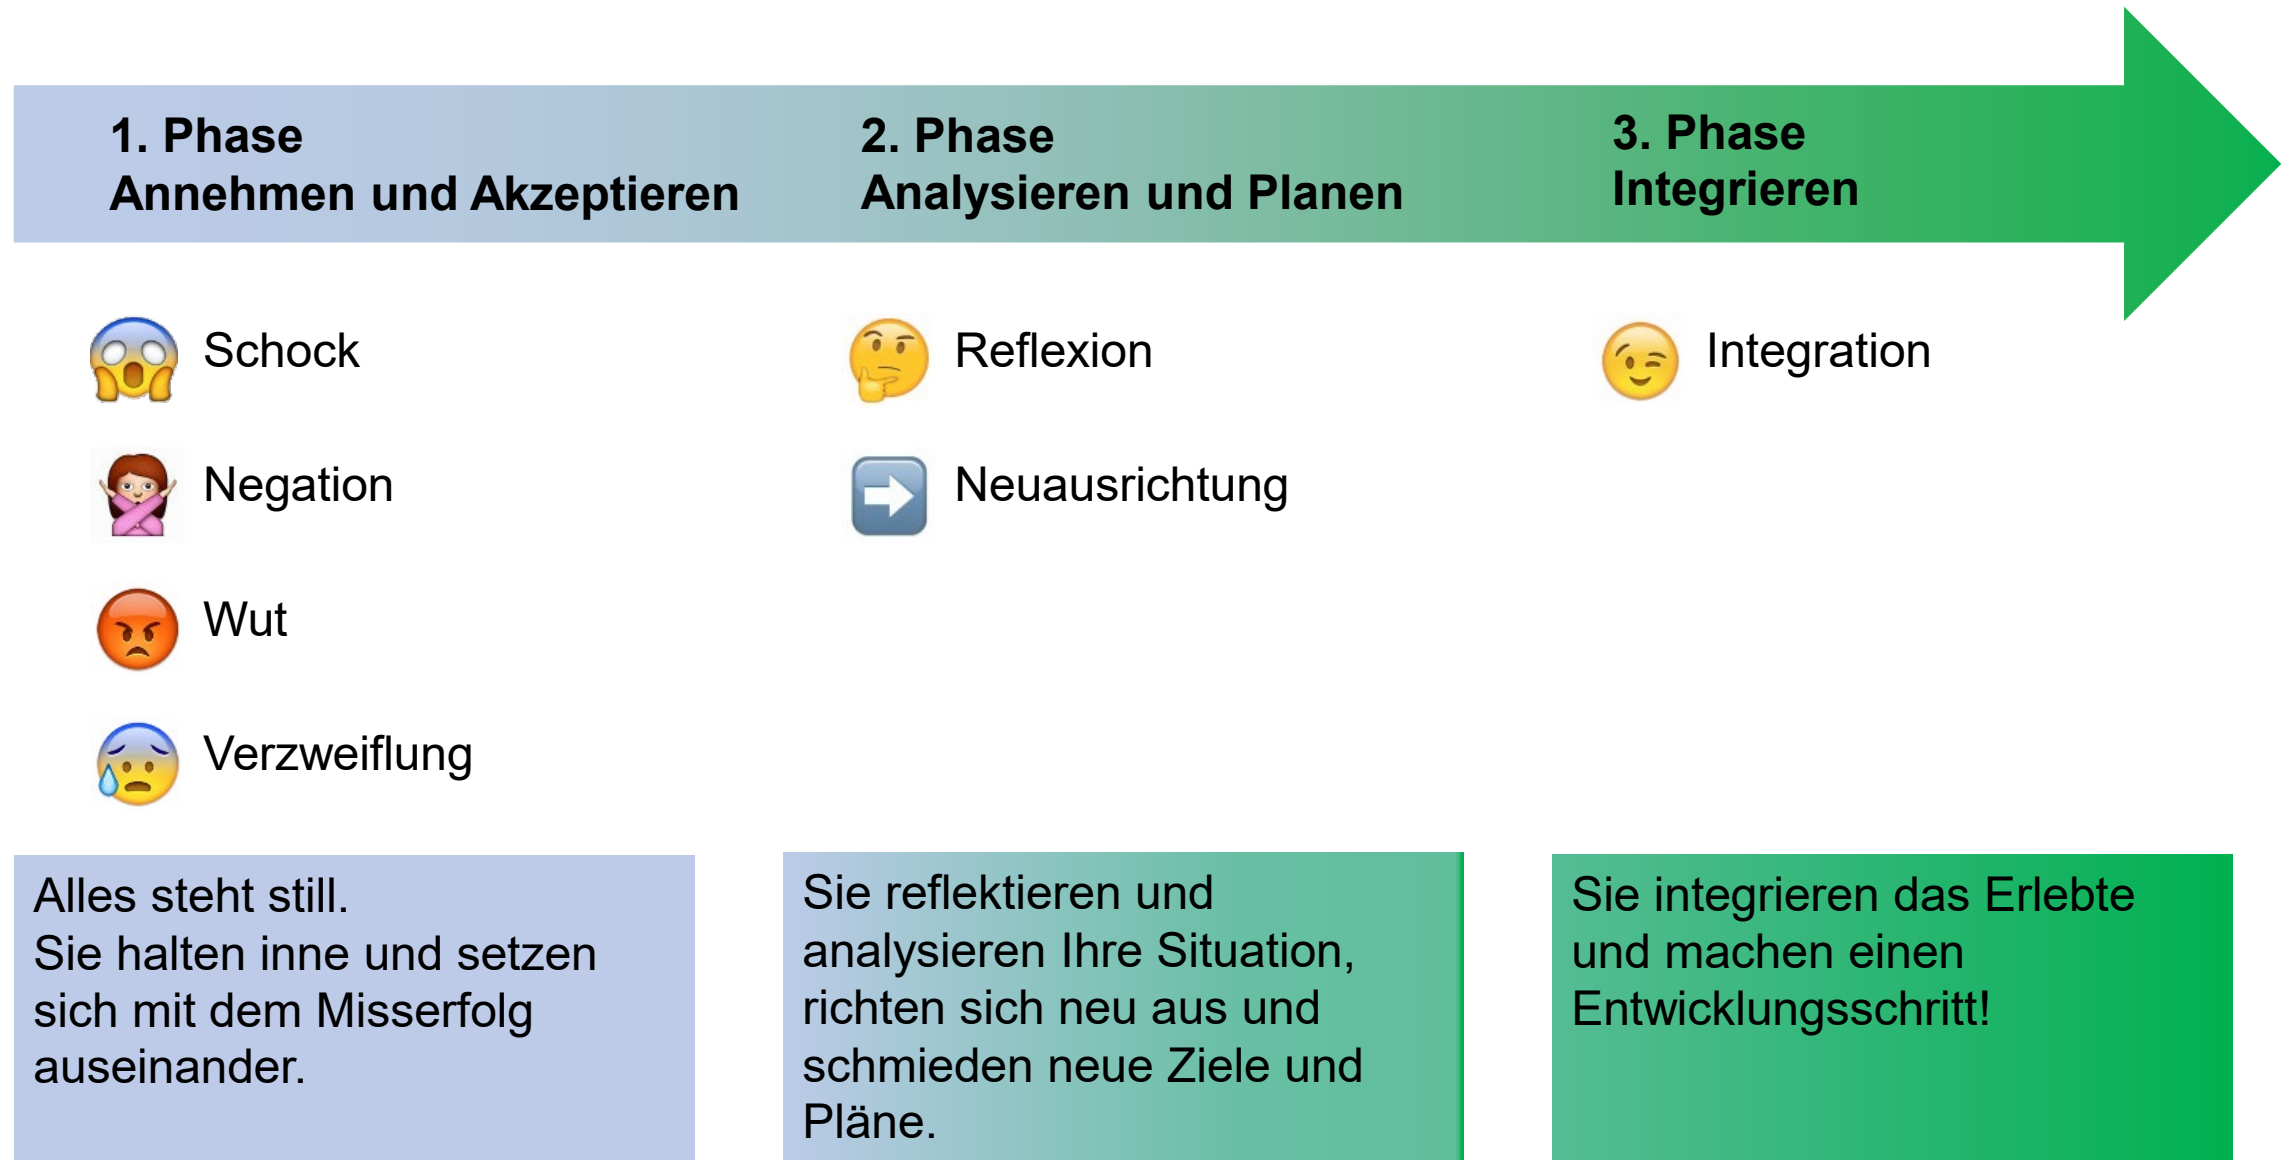 1. Phase
Annehmen und Akzeptieren
2. Phase
Analysieren und Planen
3. Phase
Integrieren
Schock
Negation
Wut
Verzweiflung
Reflexion
Neuausrichtung
Integration
Alles steht still.
Sie halten inne und setzen
sich mit dem Misserfolg
auseinander.
Sie reflektieren und
analysieren Ihre Situation,
richten sich neu aus und
schmieden neue Ziele und
Pläne.
Sie integrieren das Erlebte
und machen einen
Entwicklungsschritt!